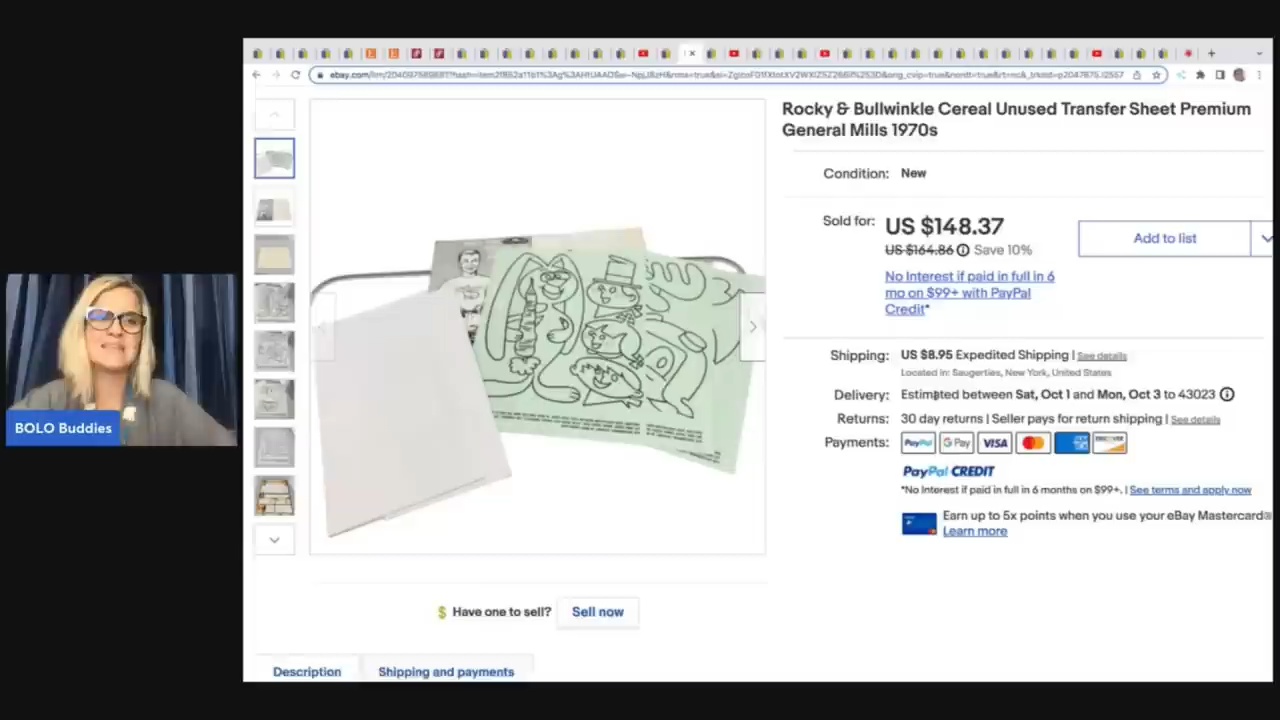 Rocky & Bullwinkle Cereal Unused Transfer Sheet Premium
General Mills 1970s
Condition: New
Sold for: US $148.37
US $164.86 Save 10%
Add to list
No Interest if paid in full in 6
mo on $99+ with PayPal
Credit*
Shipping: US $8.95 Expedited Shipping | See details
Located in: Saugerties, New York, United States
Delivery: Estimated between Sat, Oct 1 and Mon, Oct 3 to 43023
Returns: 30 day returns | Seller pays for return shipping | See details
Payments: PayPal G Pay VISA DISCOVER
PayPal CREDIT
*No Interest if paid in full in 6 months on $99+. | See terms and apply now
Earn up to 5x points when you use your eBay Mastercard®
Learn more
BOLO Buddies
$ Have one to sell? Sell now
Description Shipping and payments